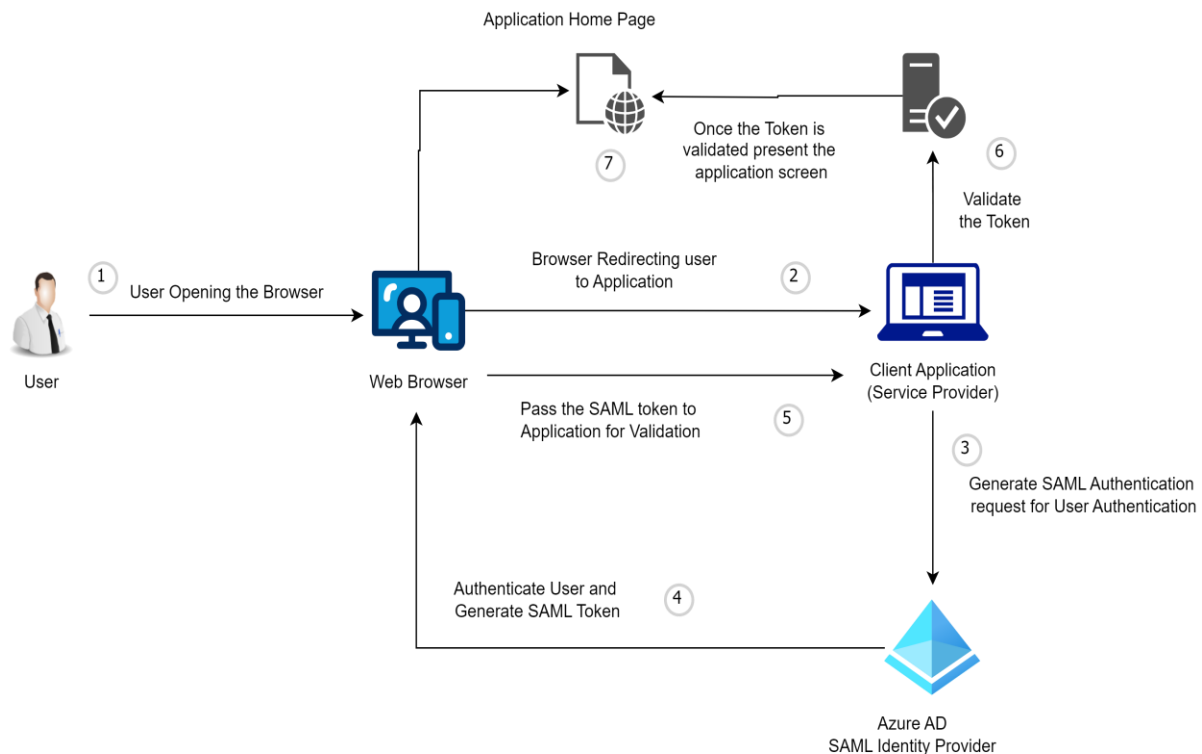 Application Home Page
Once the Token is
validated present the
application screen
7
6
Validate
the Token
1
User Opening the Browser
Browser Redirecting user
to Application
2
User
Web Browser
Client Application
(Service Provider)
Pass the SAML token to
Application for Validation
5
3
Generate SAML Authentication
request for User Authentication
Authenticate User and
Generate SAML Token
4
Azure AD
SAML Identity Provider